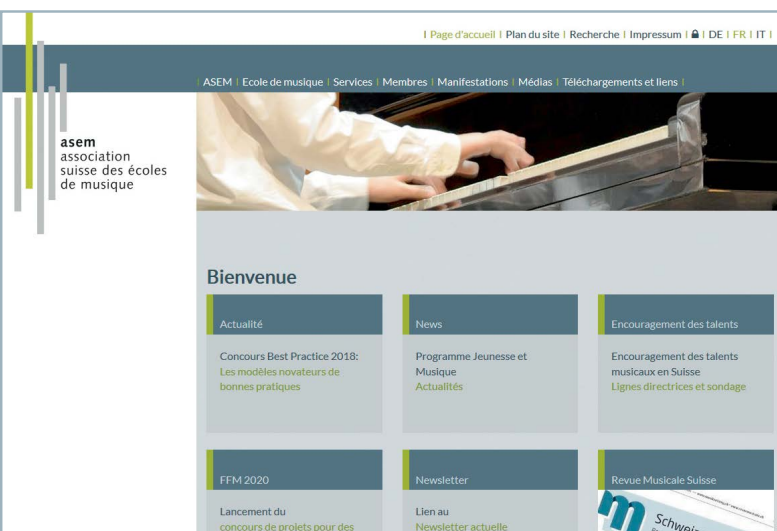 I Page d'accueil I Plan du site I Recherche I Impressum I I DE I FR I IT I
I ASEM I Ecole de musique I Services I Membres I Manifestations I Médias I Téléchargements et liens I
asem
association
suisse des écoles
de musique
Bienvenue
Actualité
Concours Best Practice 2018:
Les modèles novateurs de
bonnes pratiques
News
Programme Jeunesse et
Musique
Actualités
Encouragement des talents
Encouragement des talents
musicaux en Suisse
Lignes directrices et sondage
FFM 2020
Lancement du
concours de projets pour des
Newsletter
Lien au
Newsletter actuelle
Revue Musicale Suisse